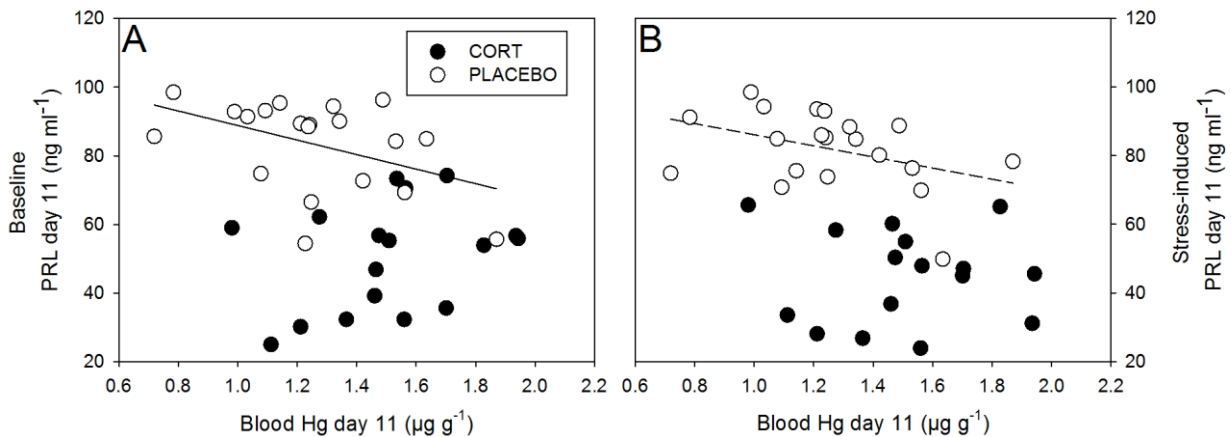 A
CORT
PLACEBO
Baseline
PRL day 11 (ng ml⁻¹)
120
100
80
60
40
20
0.6 0.8 1.0 1.2 1.4 1.6 1.8 2.0 2.2
Blood Hg day 11 (µg g⁻¹)
B
0.6 0.8 1.0 1.2 1.4 1.6 1.8 2.0 2.2
Blood Hg day 11 (µg g⁻¹)
120
100
80
60
40
20
Stress-induced
PRL day 11 (ng ml⁻¹)